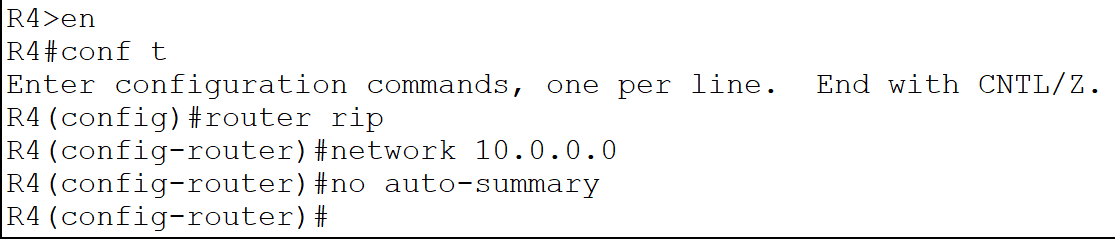 R4>en
R4#conf t
Enter configuration commands, one per line.  End with CNTL/Z.
R4(config)#router rip
R4(config-router)#network 10.0.0.0
R4(config-router)#no auto-summary
R4(config-router)#